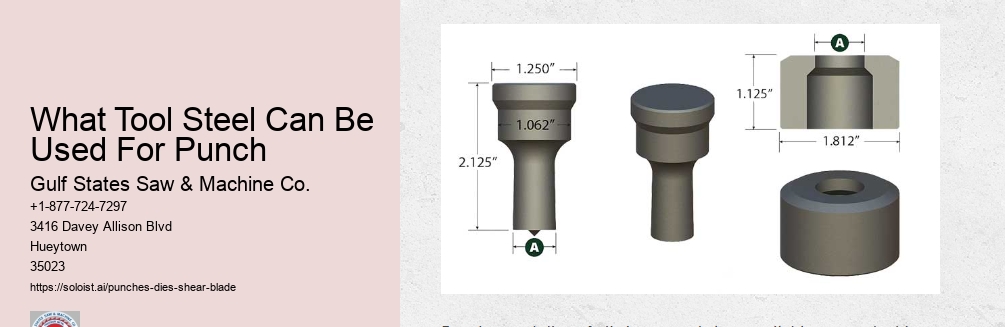 What Tool Steel Can Be
Used For Punch
Gulf States Saw & Machine Co.
+1-877-724-7297
3416 Davey Allison Blvd
Hueytown
35023
https://soloist.ai/punches-dies-shear-blade
1.250”
1.062”
2.125”
A
A
1.125”
1.812”